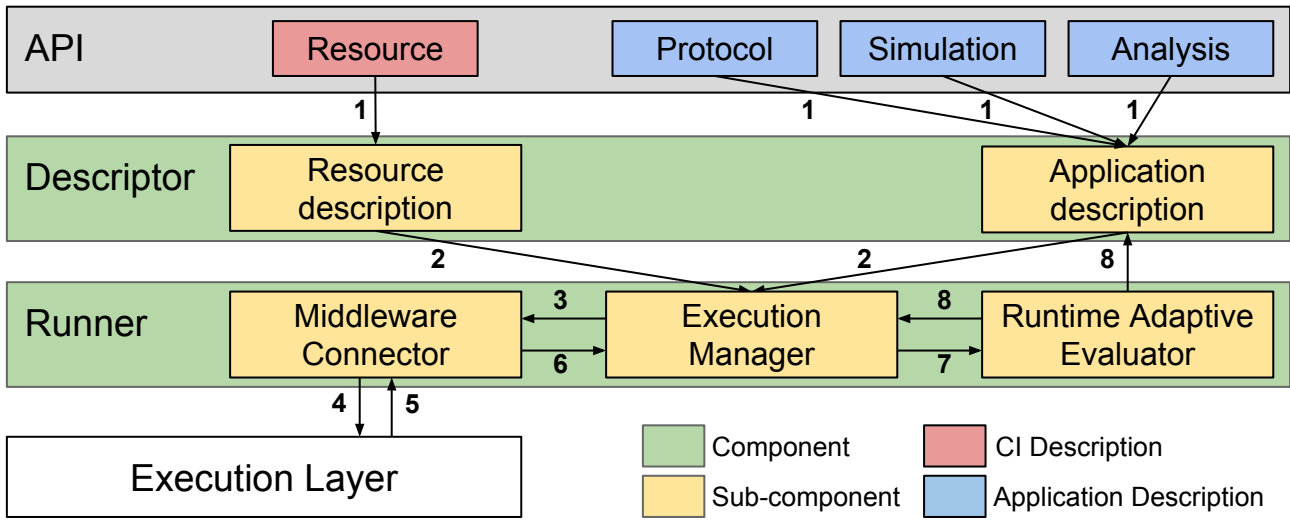 API
Resource
Protocol
Simulation
Analysis
1
1
1
1
Descriptor
Resource
description
Application
description
2
2
8
Runner
Middleware
Connector
3
6
Execution
Manager
8
7
Runtime Adaptive
Evaluator
4
5
Execution Layer
Component
CI Description
Sub-component
Application Description